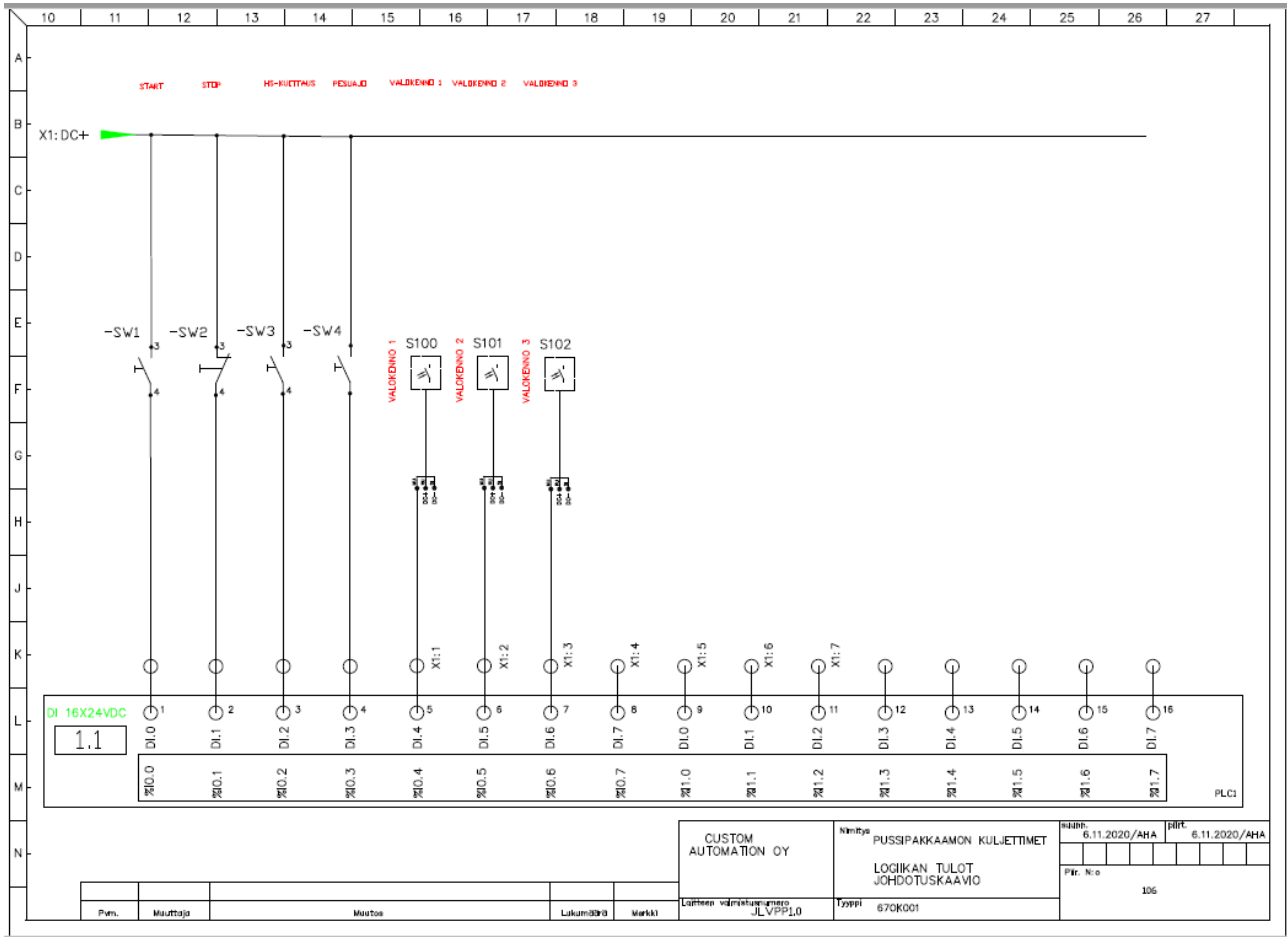 10 11 12 13 14 15 16 17 18 19 20 21 22 23 24 25 26 27
A
START STOP HS-KUITTAUS PESUAJO VALOKENNO 1 VALOKENNO 2 VALOKENNO 3
B
X1:DC+
C
D
E
-SW1 -SW2 -SW3 -SW4
3 3 3
VALOKENNO 1 S100 VALOKENNO 2 S101 VALOKENNO 3 S102
F
4 4 4
G
DC+ DC- DC+ DC- DC+ DC-
H
J
K
X1:1 X1:2 X1:3 X1:4 X1:5 X1:6 X1:7
L
DI 16X24VDC
1 2 3 4 5 6 7 8 9 10 11 12 13 14 15 16
1.1
DI.0 DI.1 DI.2 DI.3 DI.4 DI.5 DI.6 DI.7 DI.0 DI.1 DI.2 DI.3 DI.4 DI.5 DI.6 DI.7
M
%I0.0 %I0.1 %I0.2 %I0.3 %I0.4 %I0.5 %I0.6 %I0.7 %I1.0 %I1.1 %I1.2 %I1.3 %I1.4 %I1.5 %I1.6 %I1.7
PLC1
N
CUSTOM
AUTOMATION OY
Nimitys
PUSSIPAKKAAMON KULJETTIMET
LOGIIKAN TULOT
JOHDOTUSKAAVIO
suunn.
6.11.2020/AHA
piirt.
6.11.2020/AHA
Piir. N:o
106
Laitteen valmistusnumero
JLVPP1.0
Tyyppi
670K001
Pvm. Muuttaja Muutos Lukumäärä Merkki